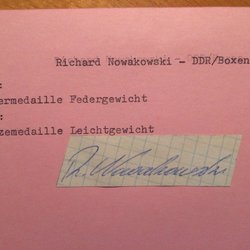 Richard Nowakowski - DDR/Boxen
:
ermedaille Federgewicht
:
zemedaille Leichtgewicht
R. Nowakowski